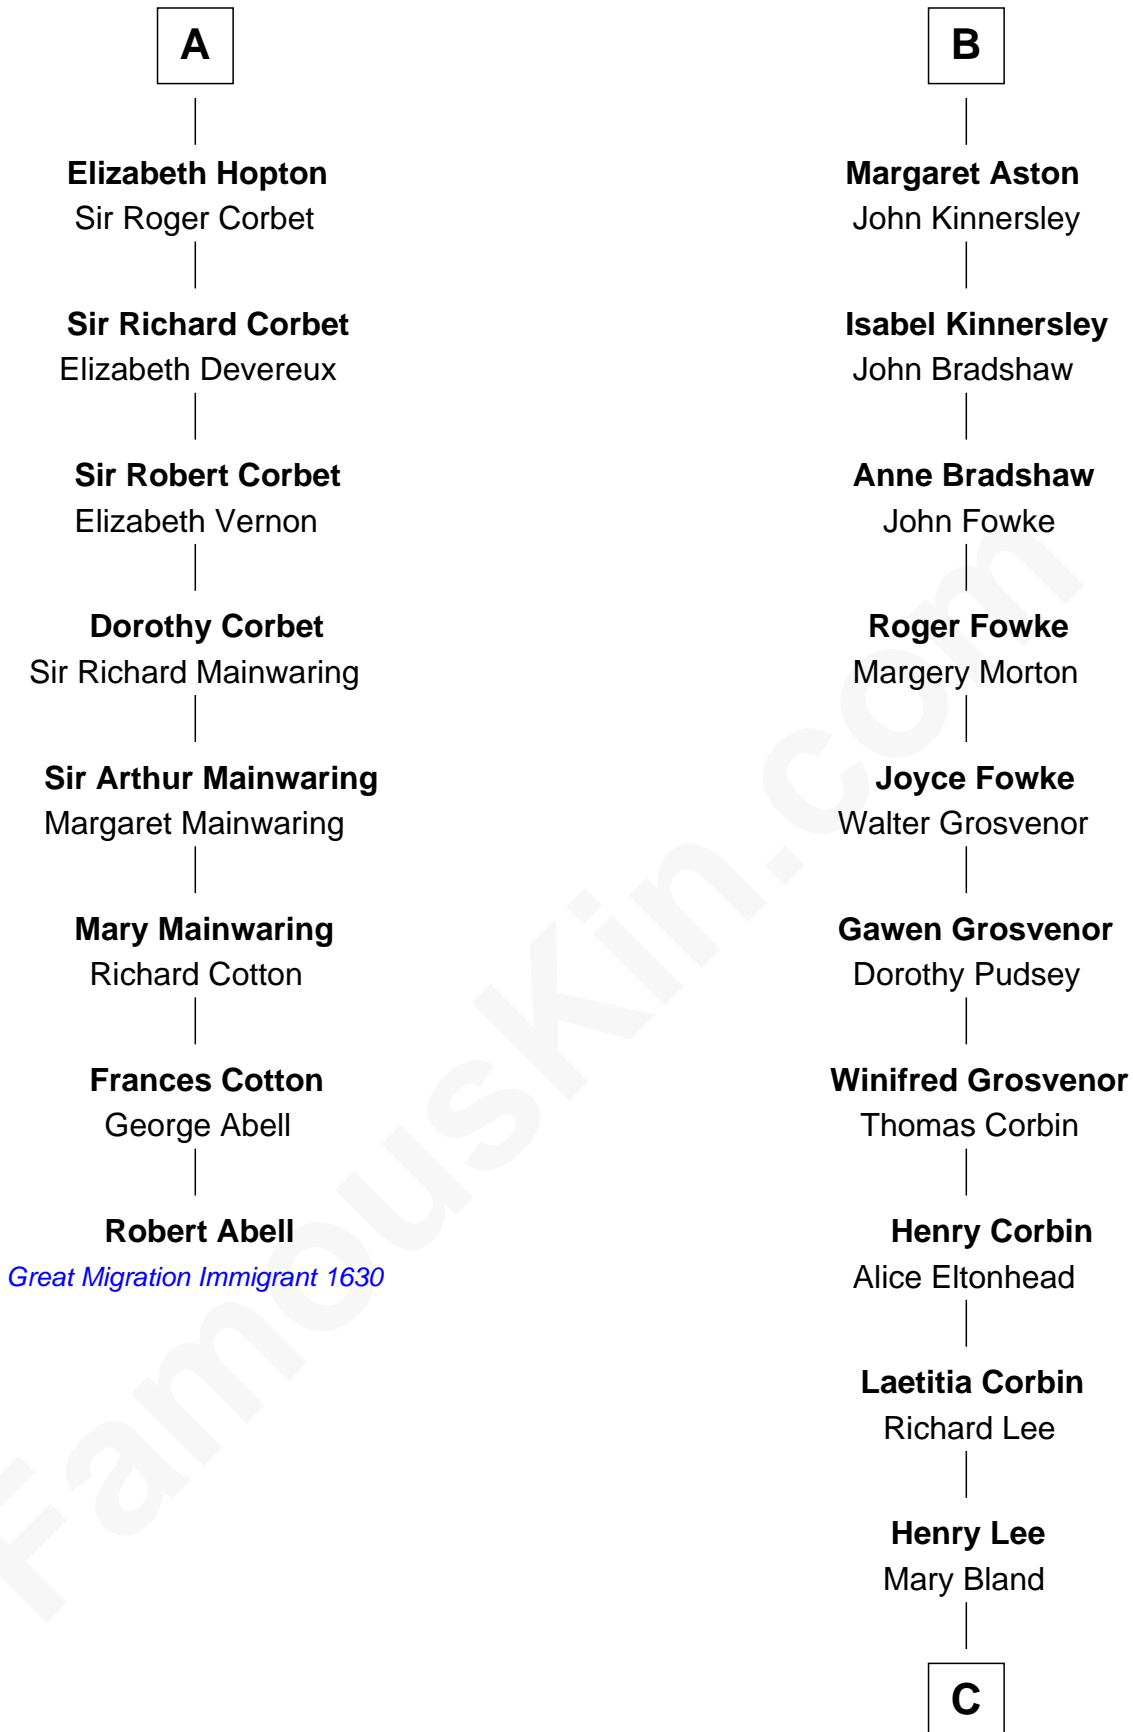 A
Elizabeth Hopton
Sir Roger Corbet
Sir Richard Corbet
Elizabeth Devereux
Sir Robert Corbet
Elizabeth Vernon
Dorothy Corbet
Sir Richard Mainwaring
Sir Arthur Mainwaring
Margaret Mainwaring
Mary Mainwaring
Richard Cotton
Frances Cotton
George Abell
Robert Abell
Great Migration Immigrant 1630
B
Margaret Aston
John Kinnersley
Isabel Kinnersley
John Bradshaw
Anne Bradshaw
John Fowke
Roger Fowke
Margery Morton
Joyce Fowke
Walter Grosvenor
Gawen Grosvenor
Dorothy Pudsey
Winifred Grosvenor
Thomas Corbin
Henry Corbin
Alice Eltonhead
Laetitia Corbin
Richard Lee
Henry Lee
Mary Bland
C
FamousKin.com